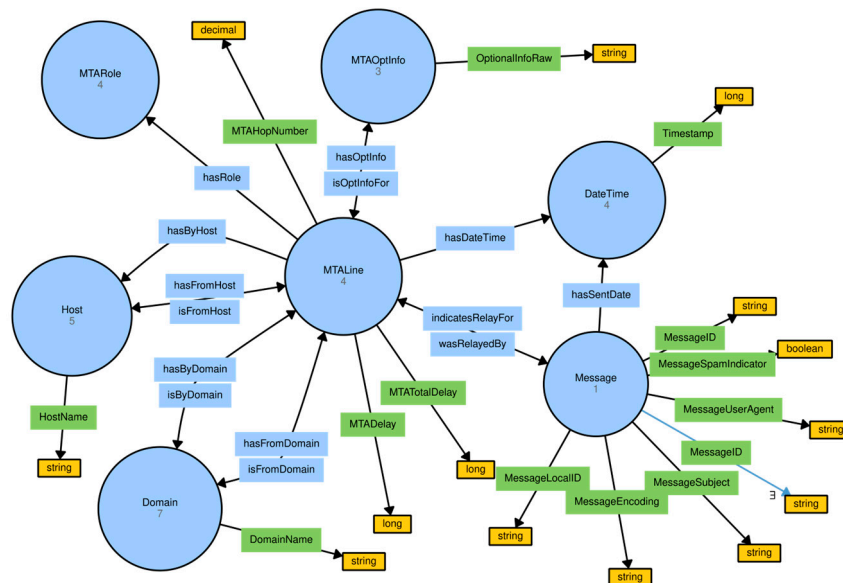 decimal
MTARole
4
MTAOptInfo
3
OptionalInfoRaw
string
long
Timestamp
MTAHopNumber
hasOptInfo
isOptInfoFor
hasRole
DateTime
4
hasByHost
hasDateTime
MTALine
4
hasFromHost
isFromHost
Host
5
hasSentDate
indicatesRelayFor
wasRelayedBy
string
MessageID
boolean
MessageSpamIndicator
hasByDomain
isByDomain
Message
1
MTATotalDelay
MessageUserAgent
HostName
MTADelay
string
hasFromDomain
isFromDomain
MessageID
string
long
MessageLocalID
MessageSubject
MessageEncoding
∃
string
Domain
7
long
string
DomainName
string
string
string